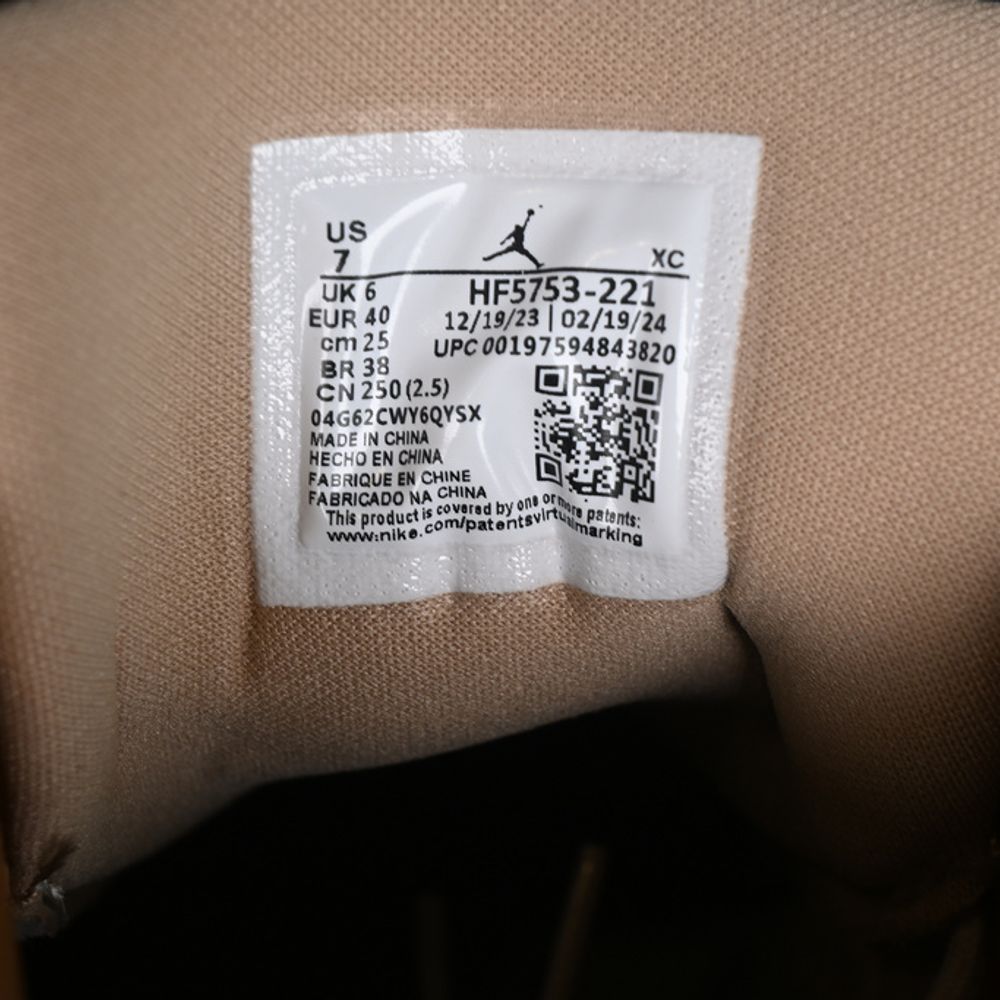 US
7
XC
UK 6
HF5753-221
EUR 40
12/19/23 | 02/19/24
cm 25
UPC 00197594843820
BR 38
CN 250 (2.5)
04G62CWY6QYSX
MADE IN CHINA
HECHO EN CHINA
FABRIQUE EN CHINE
FABRICADO NA CHINA
This product is covered by one or more patents:
www.nike.com/patentsvirtualmarking